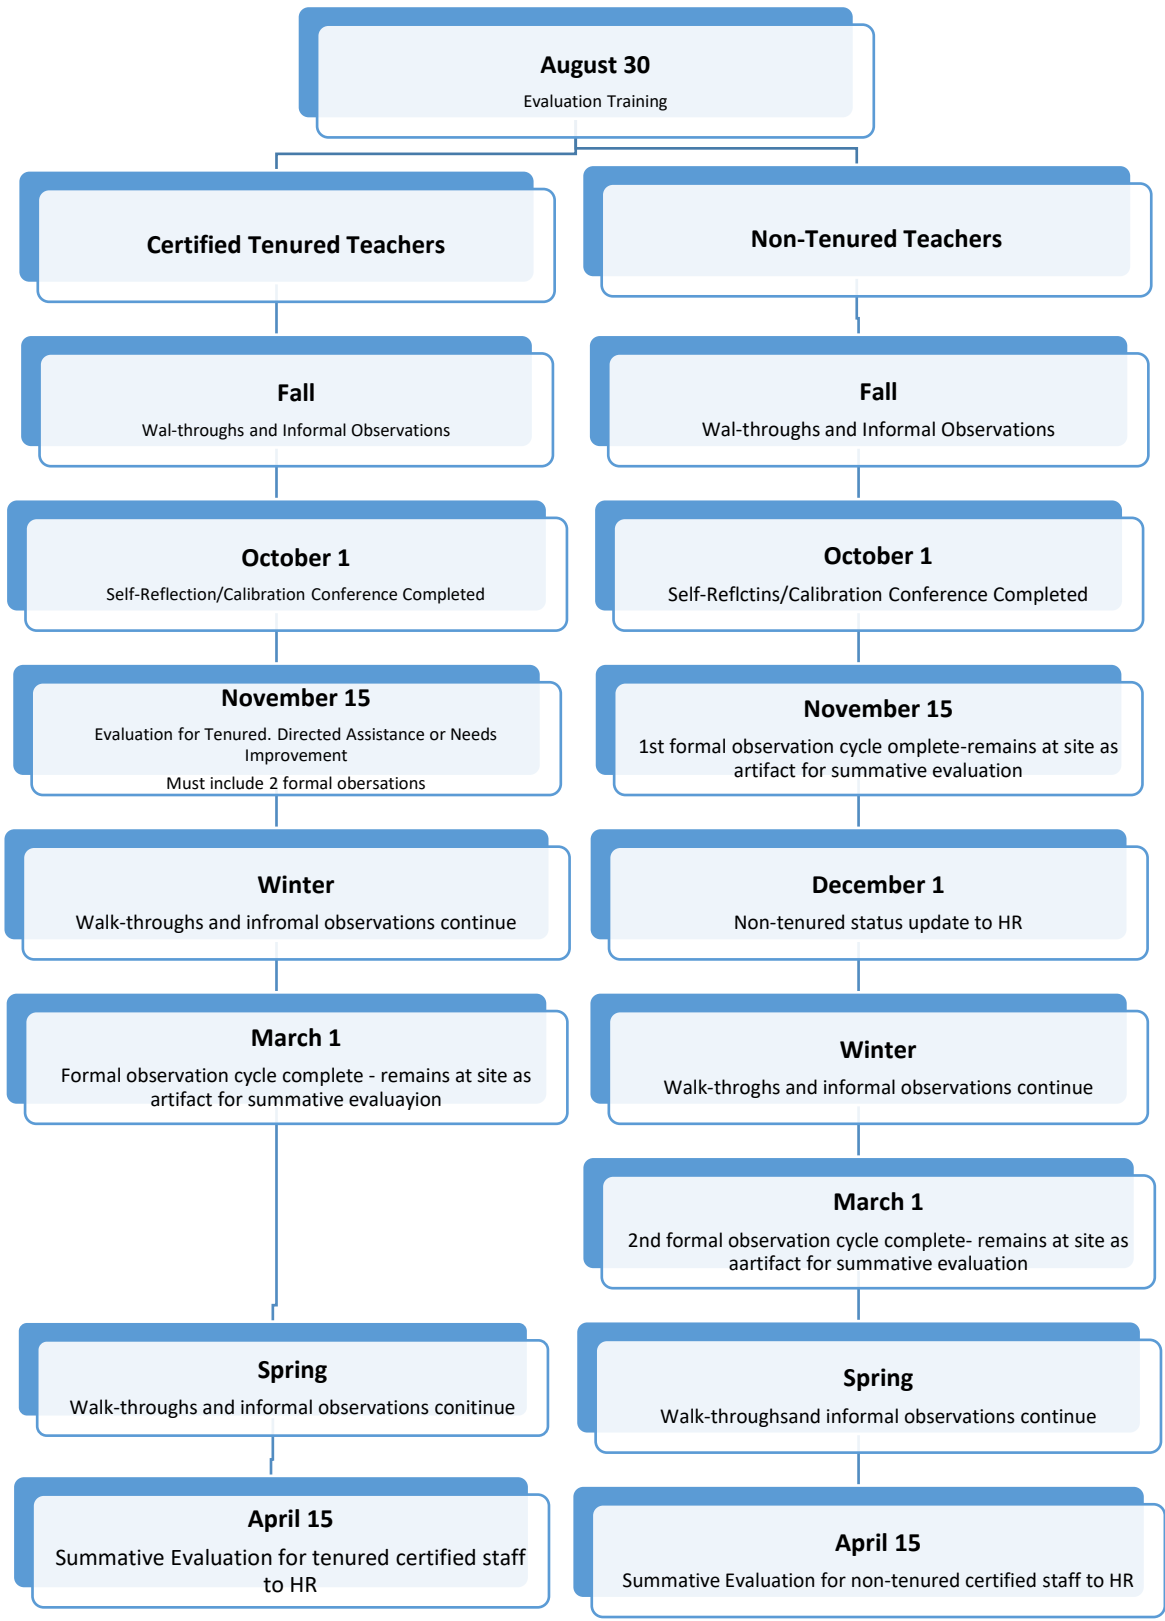 August 30
Evaluation Training
Certified Tenured Teachers
Fall
Wal-throughs and Informal Observations
October 1
Self-Reflection/Calibration Conference Completed
November 15
Evaluation for Tenured. Directed Assistance or Needs
Improvement
Must include 2 formal obersations
Winter
Walk-throughs and infromal observations continue
March 1
Formal observation cycle complete - remains at site as
artifact for summative evaluayion
Spring
Walk-throughs and informal observations conitinue
April 15
Summative Evaluation for tenured certified staff
to HR
Non-Tenured Teachers
Fall
Wal-throughs and Informal Observations
October 1
Self-Reflctins/Calibration Conference Completed
November 15
1st formal observation cycle omplete-remains at site as
artifact for summative evaluation
December 1
Non-tenured status update to HR
Winter
Walk-throghs and informal observations continue
March 1
2nd formal observation cycle complete- remains at site as
aartifact for summative evaluation
Spring
Walk-throughsand informal observations continue
April 15
Summative Evaluation for non-tenured certified staff to HR